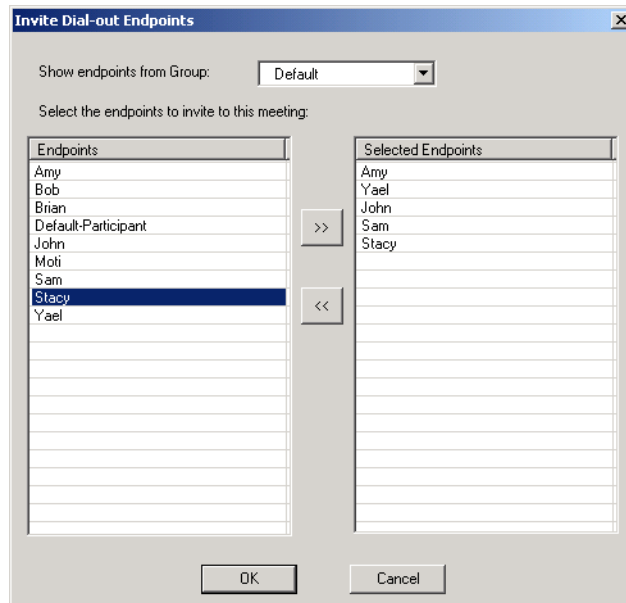 Invite Dial-out Endpoints
Show endpoints from Group: Default
Select the endpoints to invite to this meeting:
Endpoints
Amy
Bob
Brian
Default-Participant
John
Moti
Sam
Stacy
Yael
>>
<<
Selected Endpoints
Amy
Yael
John
Sam
Stacy
OK
Cancel